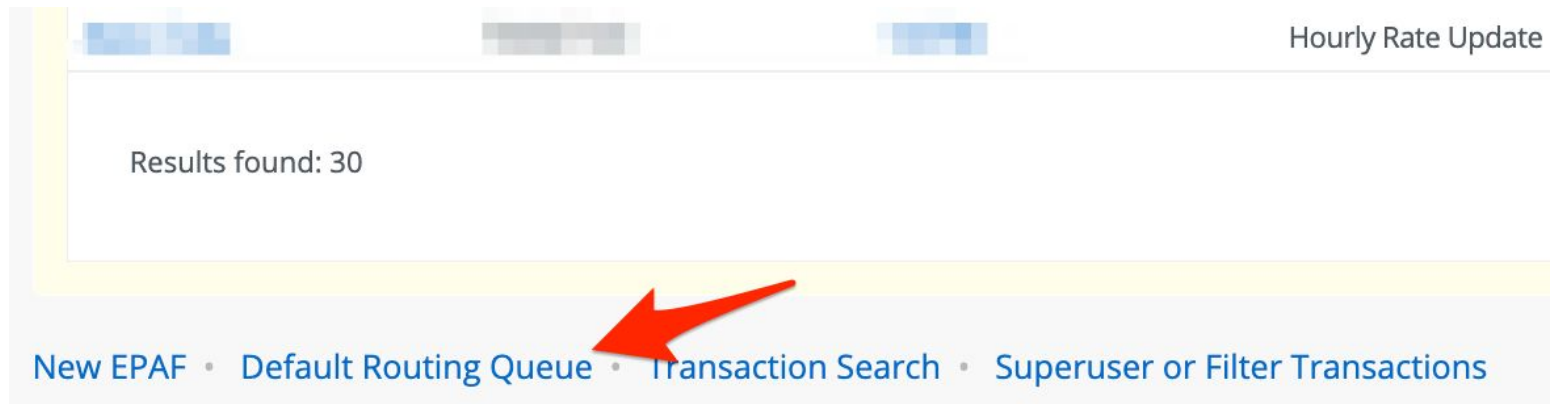 Hourly Rate Update
Results found: 30
New EPAF • Default Routing Queue • Transaction Search • Superuser or Filter Transactions